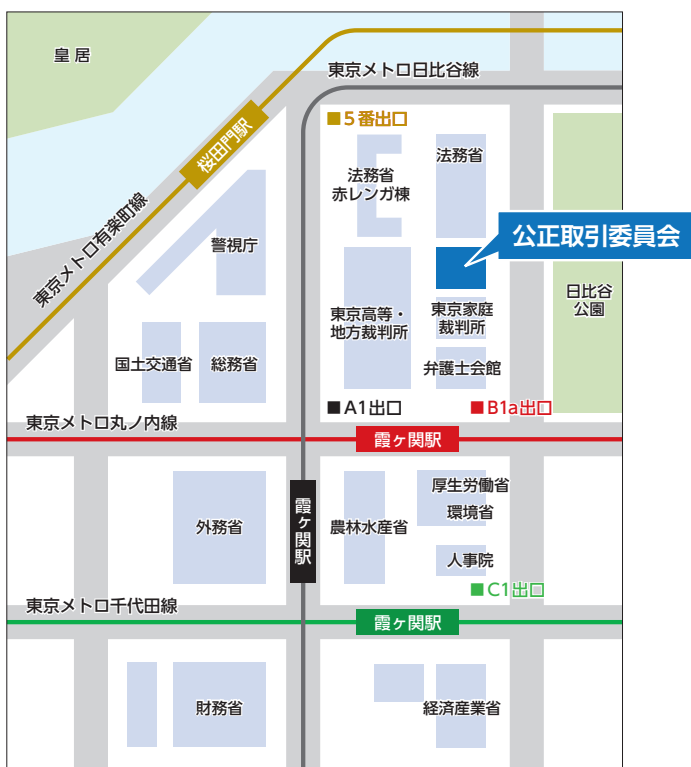 皇居
東京メトロ日比谷線
■5番出口
桜田門駅
法務省
法務省
赤レンガ棟
東京メトロ有楽町線
警視庁
公正取引委員会
日比谷
公園
東京高等・
地方裁判所
東京家庭
裁判所
国土交通省
総務省
弁護士会館
■A1出口
■B1a出口
東京メトロ丸ノ内線
霞ヶ関駅
外務省
霞ヶ関駅
農林水産省
厚生労働省
環境省
人事院
■C1出口
東京メトロ千代田線
霞ヶ関駅
財務省
経済産業省